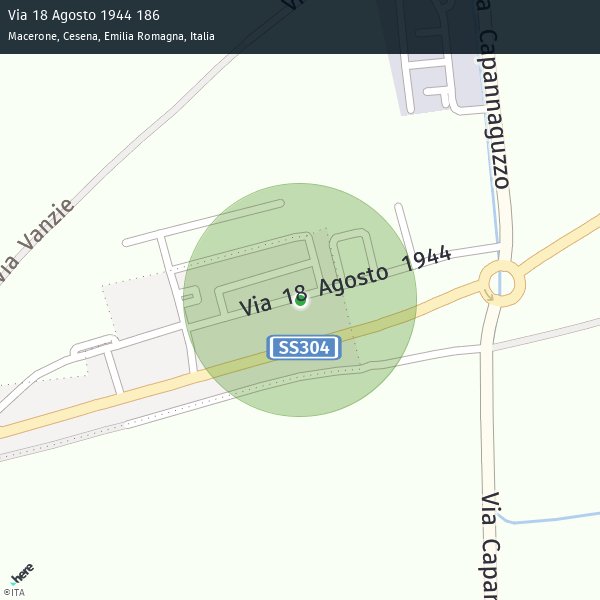 Via 18 Agosto 1944 186
Macerone, Cesena, Emilia Romagna, Italia
Via Capannaguzzo
Via Vanzie
Via 18 Agosto 1944
SS304
Via Capan
here
©ITA